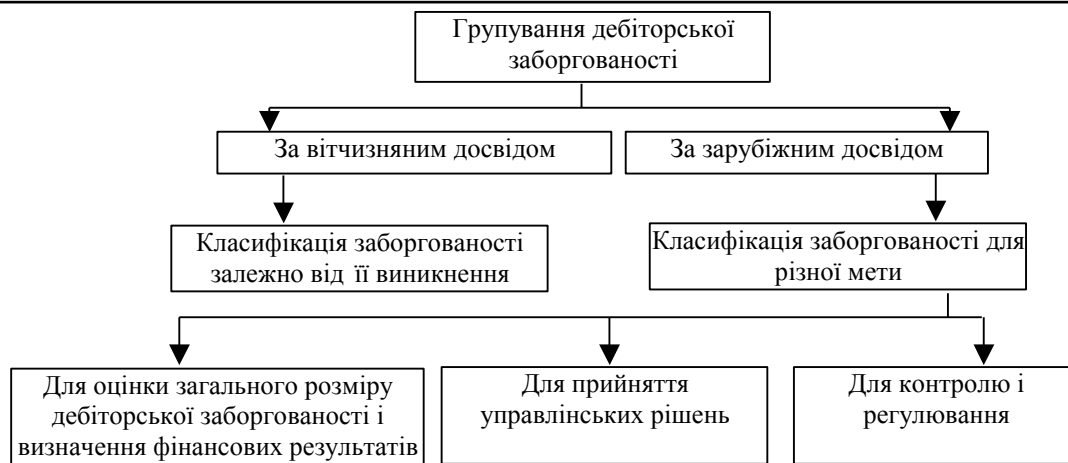 Групування дебіторської
заборгованості
За вітчизняним досвідом
За зарубіжним досвідом
Класифікація заборгованості
залежно від її виникнення
Класифікація заборгованості для
різної мети
Для оцінки загального розміру
дебіторської заборгованості і
визначення фінансових результатів
Для прийняття
управлінських рішень
Для контролю і
регулювання